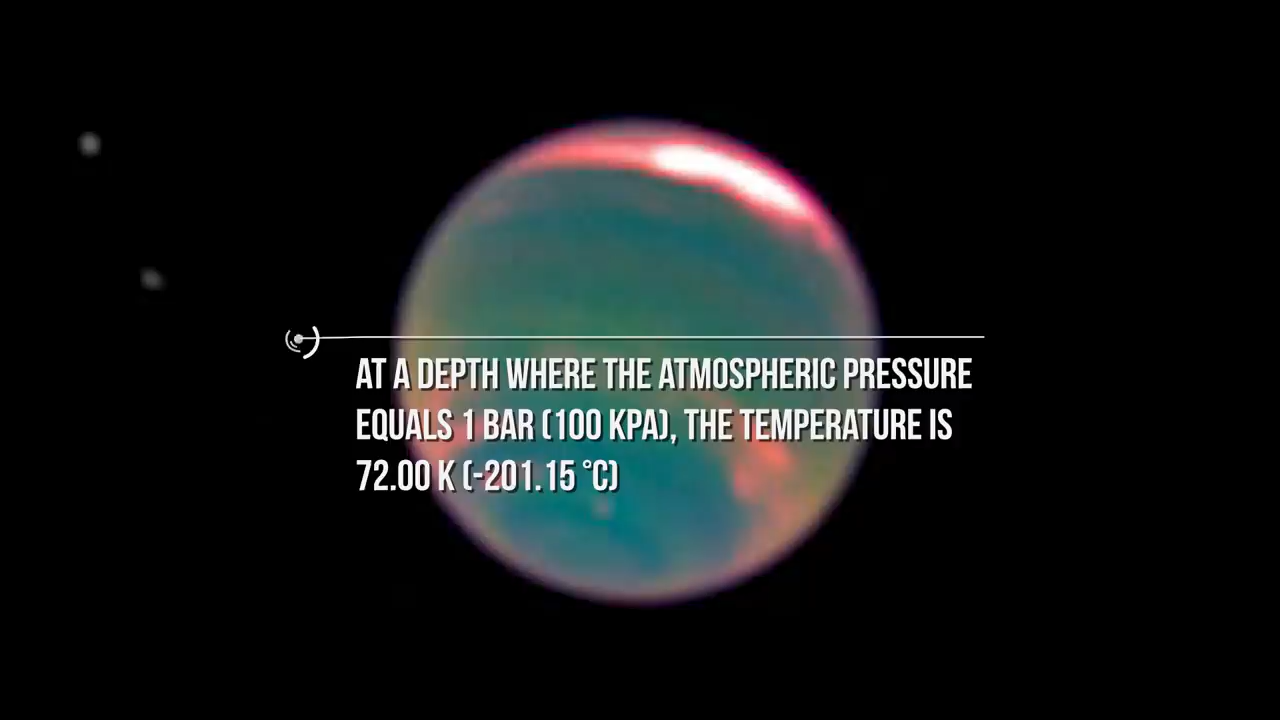 AT A DEPTH WHERE THE ATMOSPHERIC PRESSURE
EQUALS 1 BAR (100 KPA), THE TEMPERATURE IS
72.00 K (-201.15 °C)